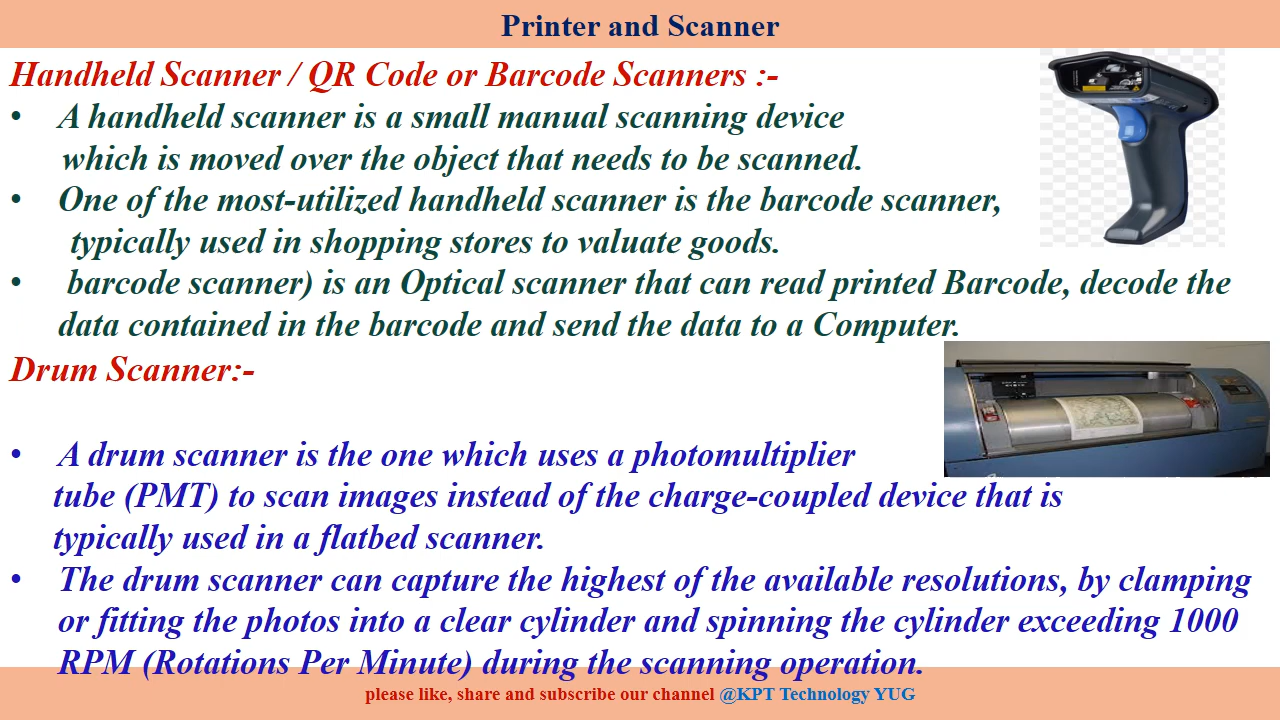 Printer and Scanner
Handheld Scanner / QR Code or Barcode Scanners :-
• A handheld scanner is a small manual scanning device
which is moved over the object that needs to be scanned.
• One of the most-utilized handheld scanner is the barcode scanner,
typically used in shopping stores to valuate goods.
• barcode scanner) is an Optical scanner that can read printed Barcode, decode the
data contained in the barcode and send the data to a Computer.
Drum Scanner:-
• A drum scanner is the one which uses a photomultiplier
tube (PMT) to scan images instead of the charge-coupled device that is
typically used in a flatbed scanner.
• The drum scanner can capture the highest of the available resolutions, by clamping
or fitting the photos into a clear cylinder and spinning the cylinder exceeding 1000
RPM (Rotations Per Minute) during the scanning operation.
please like, share and subscribe our channel @KPT Technology YUG